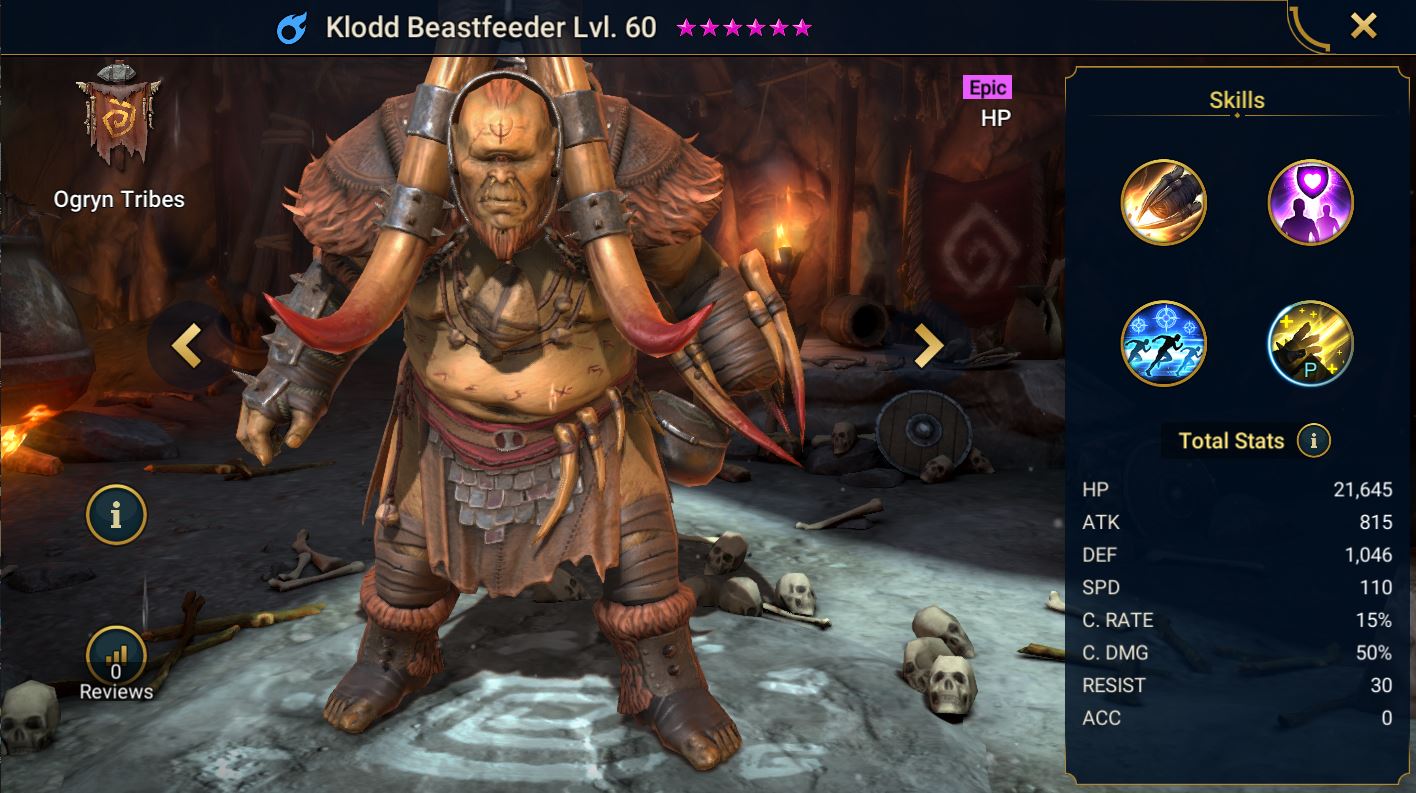 Klodd Beastfeeder Lvl. 60
Ogryn Tribes
Epic
HP
0
Reviews
Skills
P
Total Stats
HP 21,645
ATK 815
DEF 1,046
SPD 110
C. RATE 15%
C. DMG 50%
RESIST 30
ACC 0